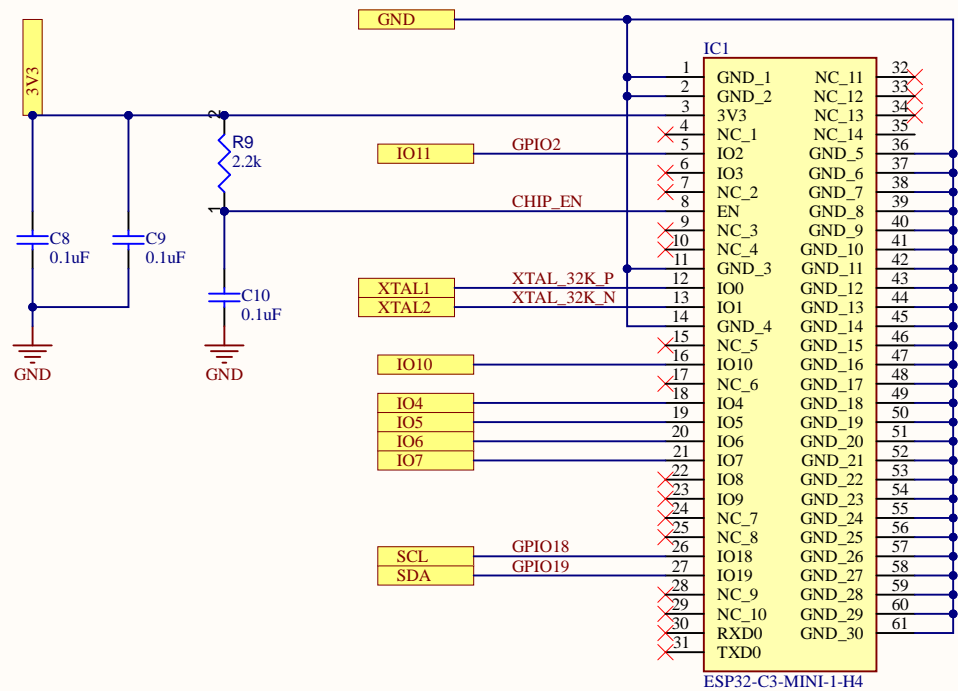 GND
3V3
IC1
1 GND_1 NC_11 32
2 GND_2 NC_12 33
3 3V3 NC_13 34
4 NC_1 NC_14 35
IO11 GPIO2 5 IO2 GND_5 36
6 IO3 GND_6 37
7 NC_2 GND_7 38
CHIP_EN 8 EN GND_8 39
9 NC_3 GND_9 40
10 NC_4 GND_10 41
11 GND_3 GND_11 42
XTAL1 XTAL_32K_P 12 IO0 GND_12 43
XTAL2 XTAL_32K_N 13 IO1 GND_13 44
14 GND_4 GND_14 45
15 NC_5 GND_15 46
IO10 16 IO10 GND_16 47
17 NC_6 GND_17 48
IO4 18 IO4 GND_18 49
IO5 19 IO5 GND_19 50
IO6 20 IO6 GND_20 51
IO7 21 IO7 GND_21 52
22 IO8 GND_22 53
23 IO9 GND_23 54
24 NC_7 GND_24 55
25 NC_8 GND_25 56
SCL GPIO18 26 IO18 GND_26 57
SDA GPIO19 27 IO19 GND_27 58
28 NC_9 GND_28 59
29 NC_10 GND_29 60
30 RXD0 GND_30 61
31 TXD0
ESP32-C3-MINI-1-H4
2
R9
2.2k
1
C8
0.1uF
C9
0.1uF
C10
0.1uF
GND
GND